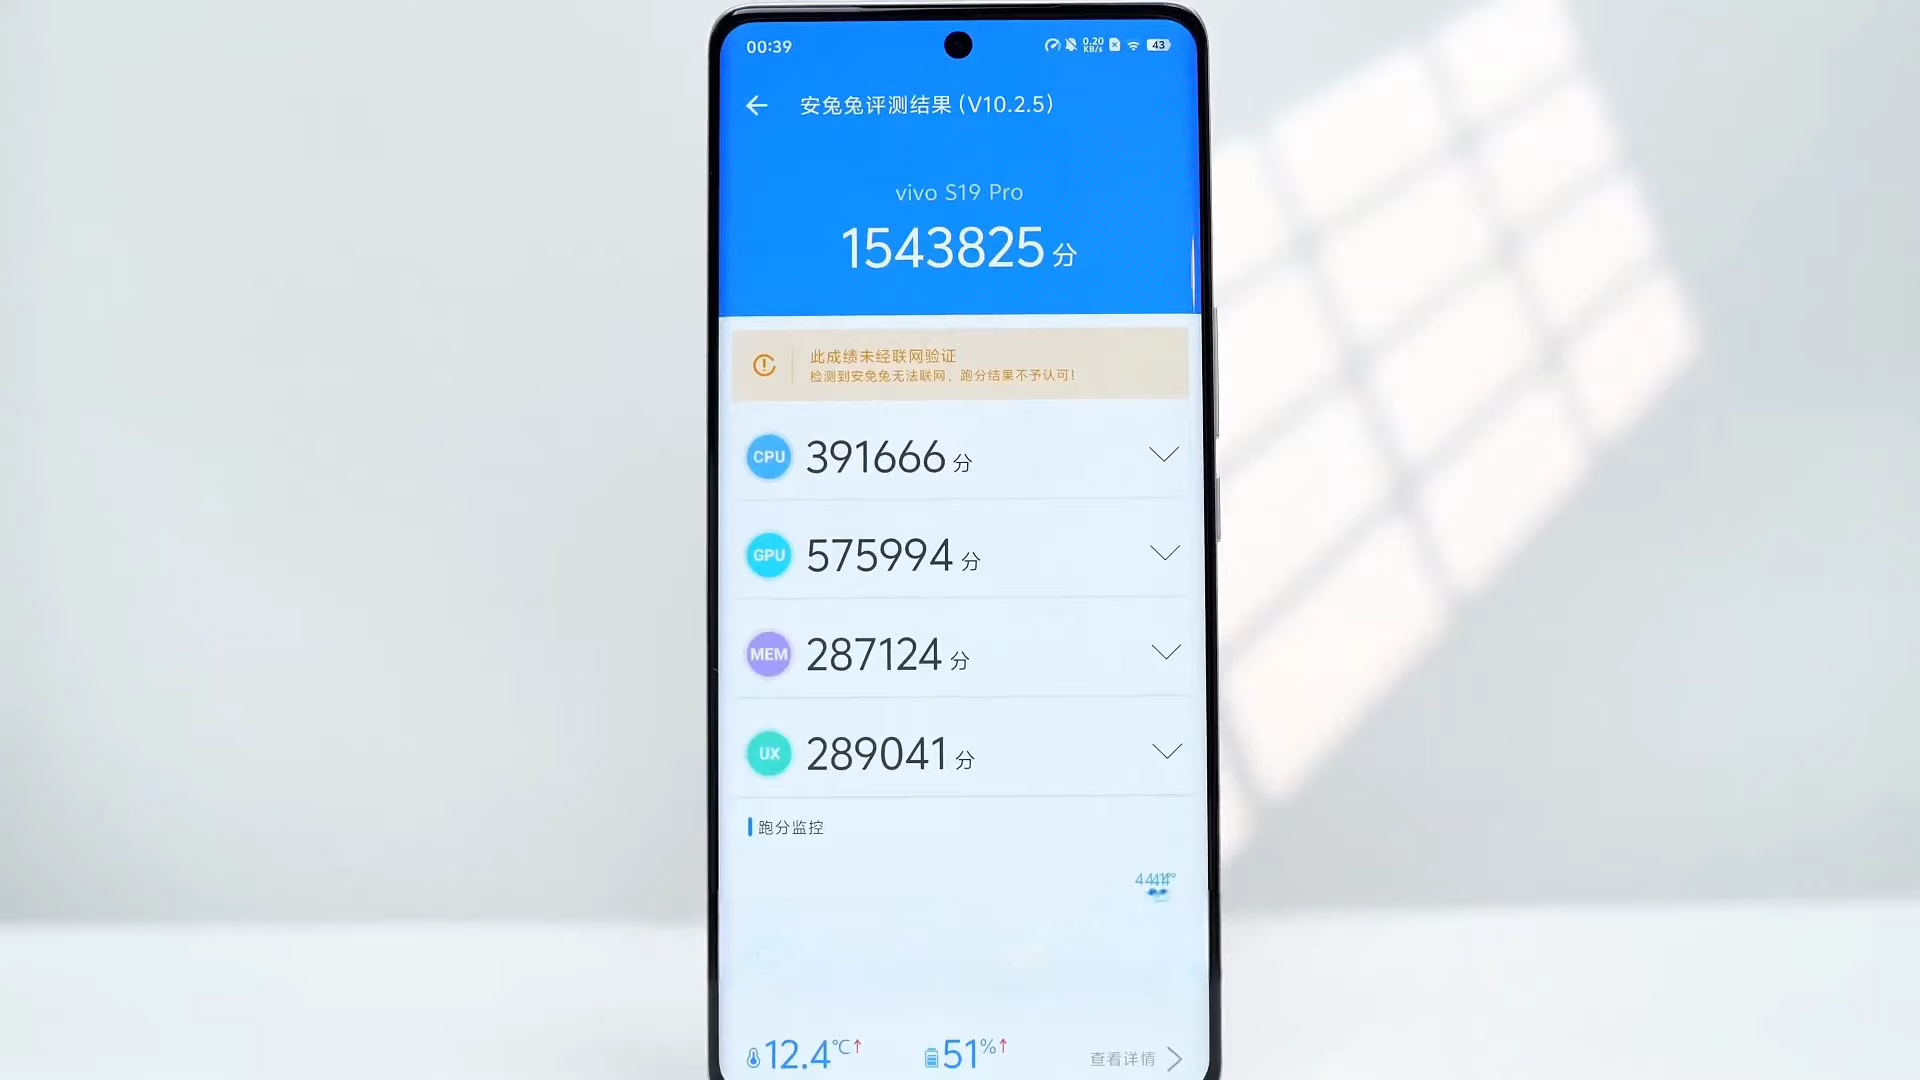 00:39
0.20
KB/s
43
安兔兔评测结果(V10.2.5)
vivo S19 Pro
1543825分
此成绩未经联网验证
检测到安兔兔无法联网，跑分结果不予认可！
CPU 391666分
GPU 575994分
MEM 287124分
UX 289041分
跑分监控
12.4℃↑ 51%↑ 查看详情